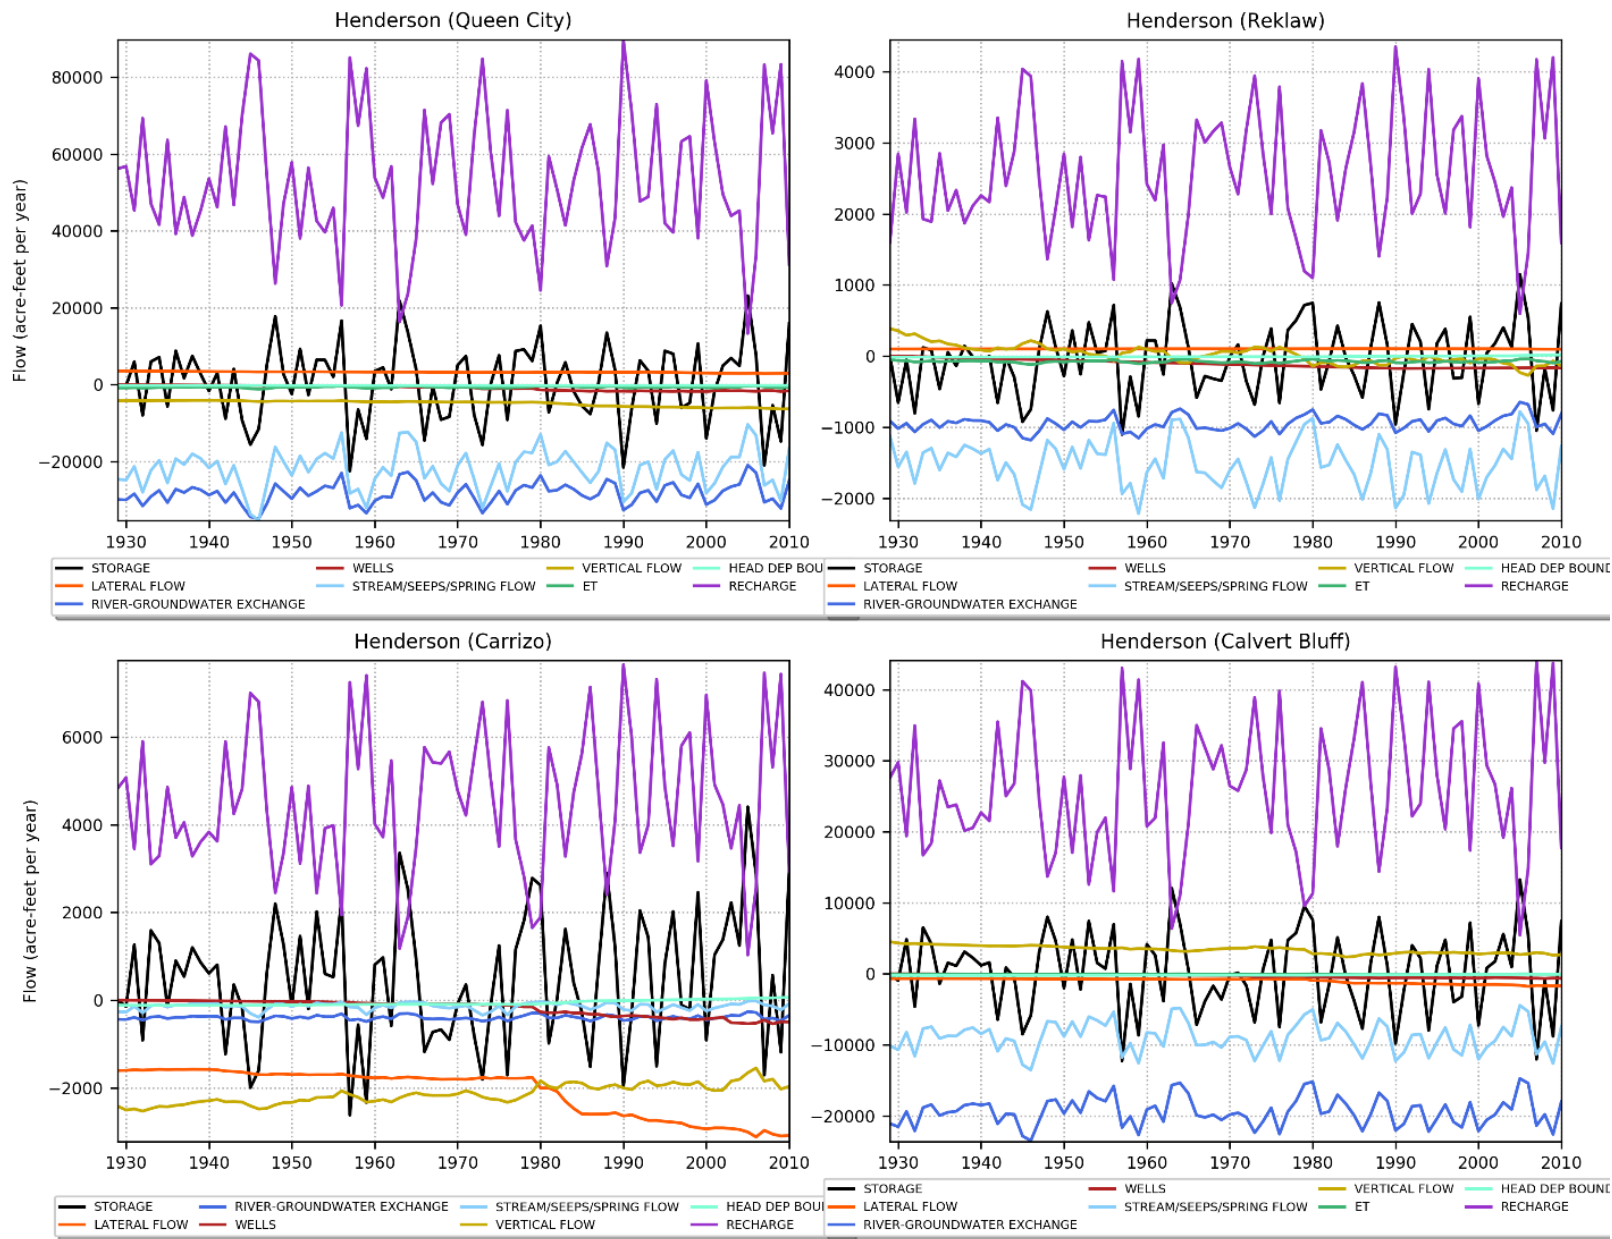 Henderson (Queen City)
Flow (acre-feet per year)
80000
60000
40000
20000
0
−20000
1930 1940 1950 1960 1970 1980 1990 2000 2010
STORAGE WELLS VERTICAL FLOW HEAD DEP BOU
LATERAL FLOW STREAM/SEEPS/SPRING FLOW ET RECHARGE
RIVER-GROUNDWATER EXCHANGE
Henderson (Reklaw)
4000
3000
2000
1000
0
−1000
−2000
1930 1940 1950 1960 1970 1980 1990 2000 2010
STORAGE WELLS VERTICAL FLOW HEAD DEP BOUND
LATERAL FLOW STREAM/SEEPS/SPRING FLOW ET RECHARGE
RIVER-GROUNDWATER EXCHANGE
Henderson (Carrizo)
Flow (acre-feet per year)
6000
4000
2000
0
−2000
1930 1940 1950 1960 1970 1980 1990 2000 2010
STORAGE RIVER-GROUNDWATER EXCHANGE STREAM/SEEPS/SPRING FLOW HEAD DEP BOU
LATERAL FLOW WELLS VERTICAL FLOW RECHARGE
Henderson (Calvert Bluff)
40000
30000
20000
10000
0
−10000
−20000
1930 1940 1950 1960 1970 1980 1990 2000 2010
STORAGE WELLS VERTICAL FLOW HEAD DEP BOUND
LATERAL FLOW STREAM/SEEPS/SPRING FLOW ET RECHARGE
RIVER-GROUNDWATER EXCHANGE